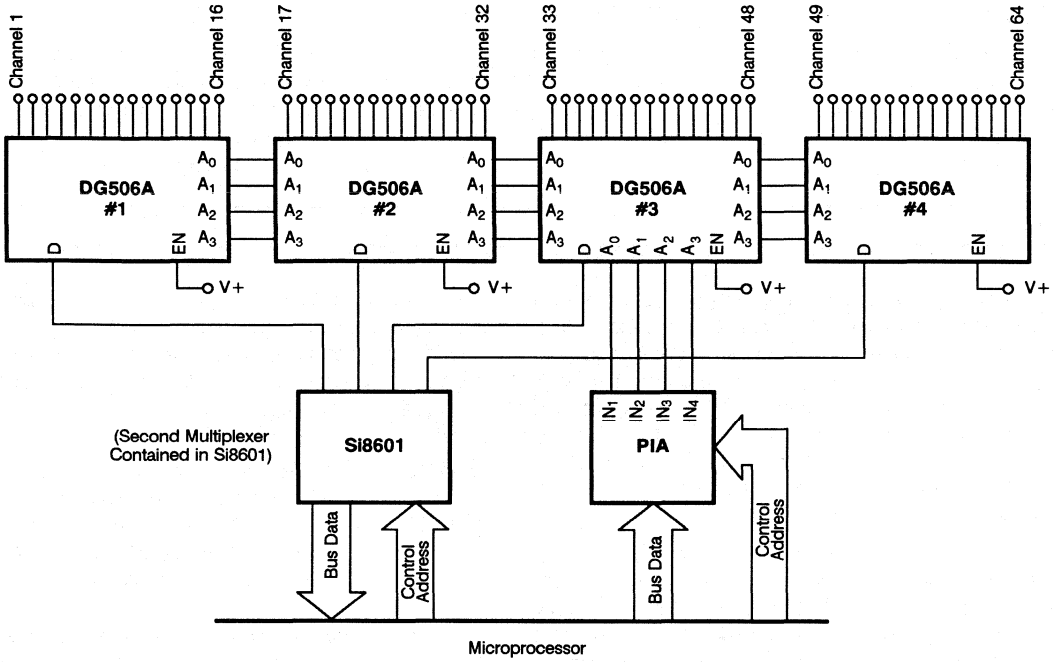 Channel 1
Channel 16
Channel 17
Channel 32
Channel 33
Channel 48
Channel 49
Channel 64
DG506A
#1
A0
A1
A2
A3
D
EN
V+
A0
A1
A2
A3
DG506A
#2
A0
A1
A2
A3
D
EN
V+
A0
A1
A2
A3
DG506A
#3
A0
A1
A2
A3
D
A0
A1
A2
A3
EN
V+
A0
A1
A2
A3
DG506A
#4
D
EN
V+
(Second Multiplexer
Contained in Si8601)
Si8601
IN1
IN2
IN3
IN4
PIA
Bus Data
Control
Address
Bus Data
Control
Address
Microprocessor